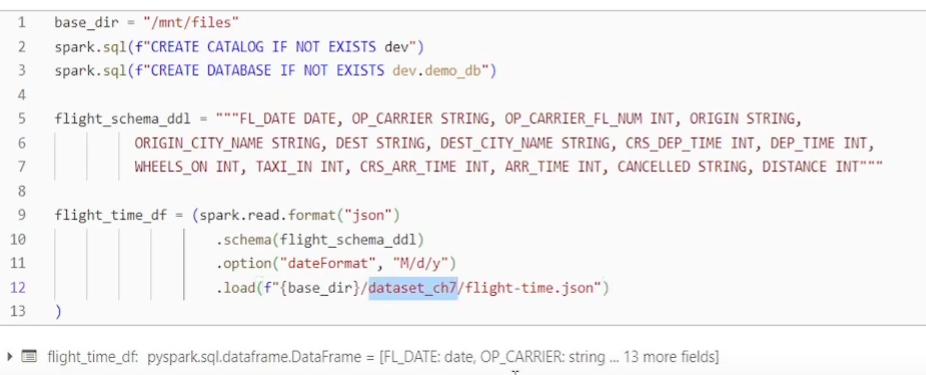 1 base_dir = "/mnt/files"
2 spark.sql(f"CREATE CATALOG IF NOT EXISTS dev")
3 spark.sql(f"CREATE DATABASE IF NOT EXISTS dev.demo_db")
4
5 flight_schema_ddl = """FL_DATE DATE, OP_CARRIER STRING, OP_CARRIER_FL_NUM INT, ORIGIN STRING,
6 ORIGIN_CITY_NAME STRING, DEST STRING, DEST_CITY_NAME STRING, CRS_DEP_TIME INT, DEP_TIME INT,
7 WHEELS_ON INT, TAXI_IN INT, CRS_ARR_TIME INT, ARR_TIME INT, CANCELLED STRING, DISTANCE INT"""
8
9 flight_time_df = (spark.read.format("json")
10 .schema(flight_schema_ddl)
11 .option("dateFormat", "M/d/y")
12 .load(f"{base_dir}/dataset_ch7/flight-time.json")
13 )
flight_time_df: pyspark.sql.dataframe.DataFrame = [FL_DATE: date, OP_CARRIER: string ... 13 more fields]